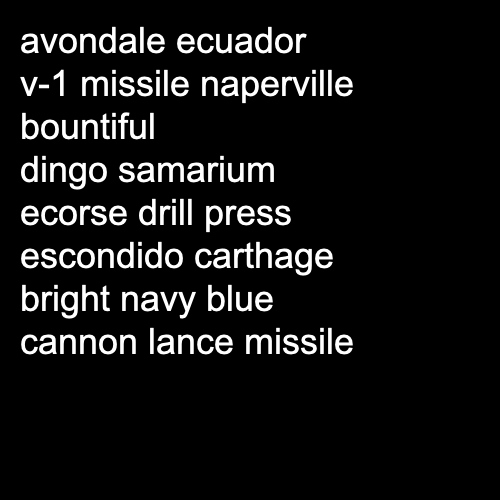 avondale ecuador
v-1 missile naperville
bountiful
dingo samarium
ecorse drill press
escondido carthage
bright navy blue
cannon lance missile